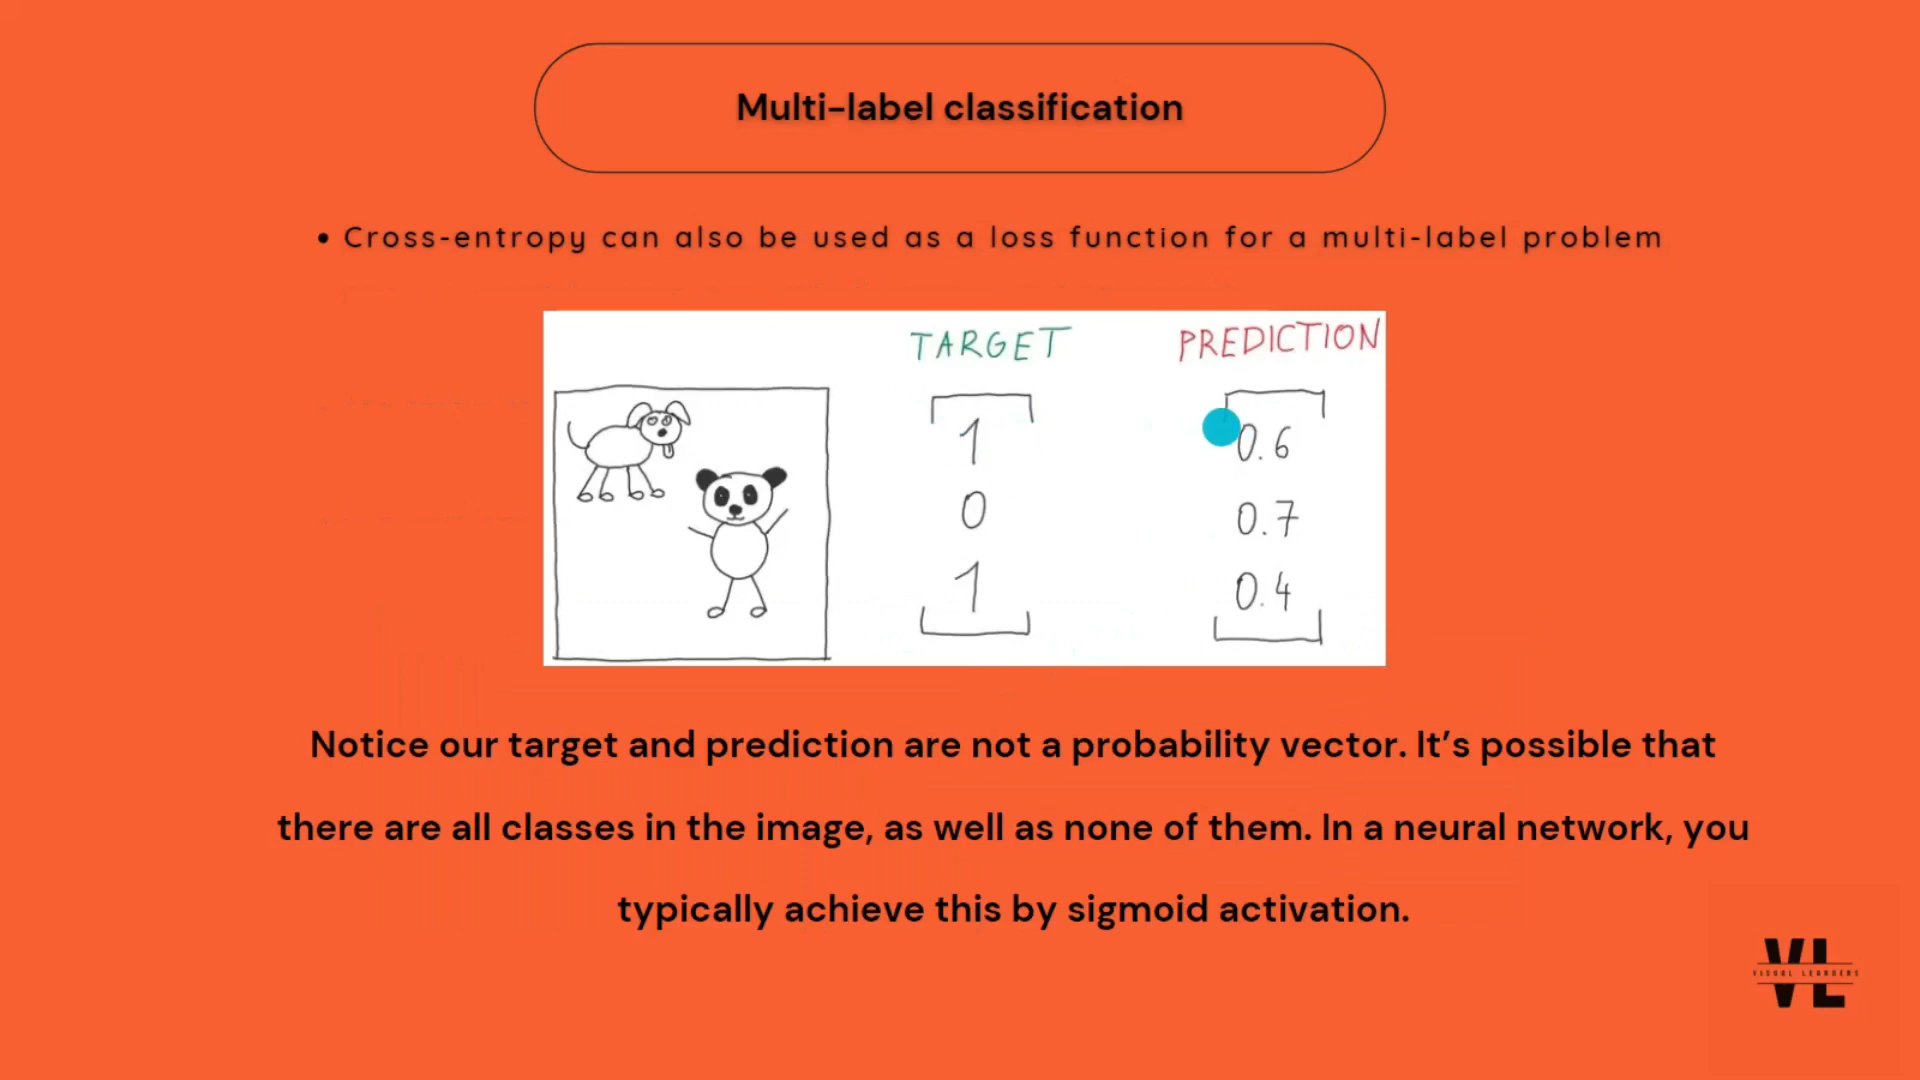 Multi-label classification
• Cross-entropy can also be used as a loss function for a multi-label problem
TARGET PREDICTION
1 0.6
0 0.7
1 0.4
Notice our target and prediction are not a probability vector. It's possible that
there are all classes in the image, as well as none of them. In a neural network, you
typically achieve this by sigmoid activation.
VL
VISUAL LEARNERS